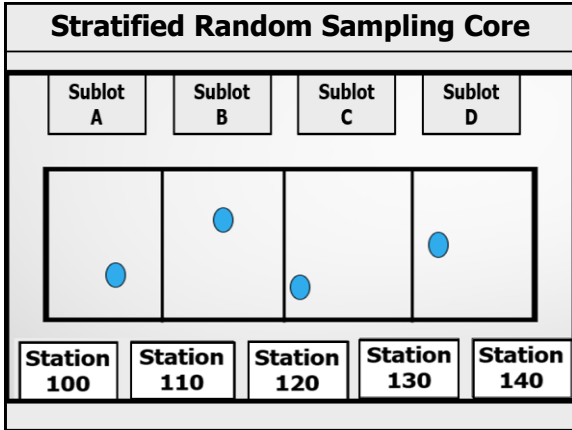 Stratified Random Sampling Core
Sublot
A
Sublot
B
Sublot
C
Sublot
D
Station
100
Station
110
Station
120
Station
130
Station
140